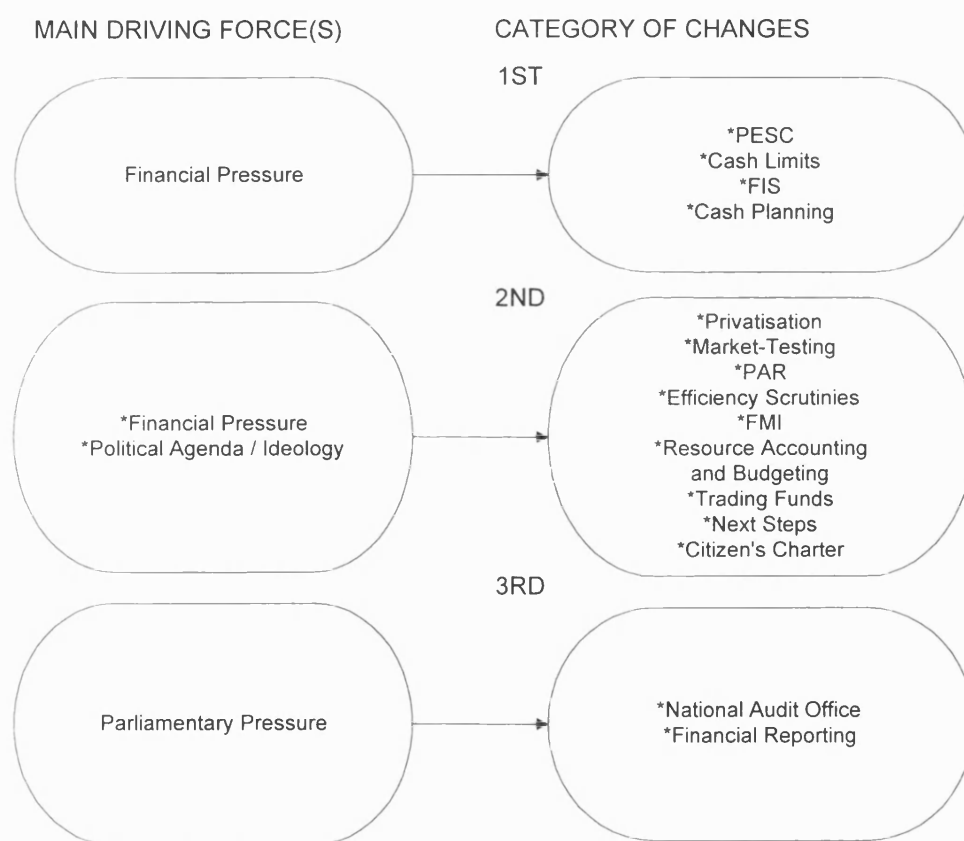 MAIN DRIVING FORCE(S)
CATEGORY OF CHANGES
1ST
Financial Pressure
*PESC
*Cash Limits
*FIS
*Cash Planning
2ND
*Financial Pressure
*Political Agenda / Ideology
*Privatisation
*Market-Testing
*PAR
*Efficiency Scrutinies
*FMI
*Resource Accounting
and Budgeting
*Trading Funds
*Next Steps
*Citizen's Charter
3RD
Parliamentary Pressure
*National Audit Office
*Financial Reporting